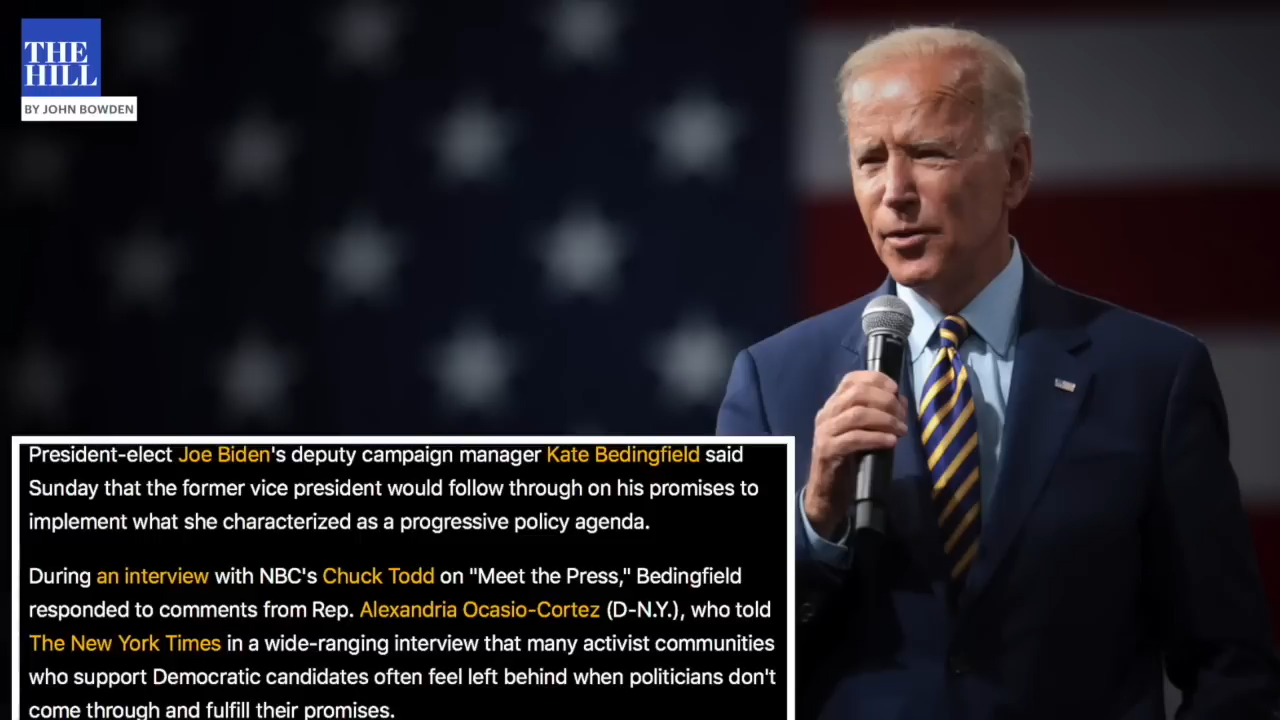 THE
HILL
BY JOHN BOWDEN
President-elect Joe Biden's deputy campaign manager Kate Bedingfield said
Sunday that the former vice president would follow through on his promises to
implement what she characterized as a progressive policy agenda.
During an interview with NBC's Chuck Todd on "Meet the Press," Bedingfield
responded to comments from Rep. Alexandria Ocasio-Cortez (D-N.Y.), who told
The New York Times in a wide-ranging interview that many activist communities
who support Democratic candidates often feel left behind when politicians don't
come through and fulfill their promises.